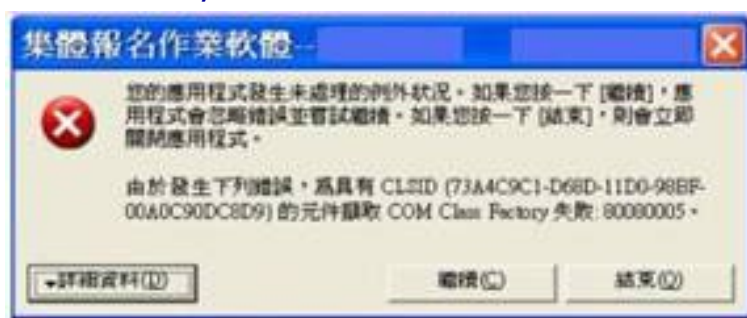 集體報名作業軟體--
您的應用程式發生未處理的例外狀況。如果您按一下 [繼續]，應
用程式會忽略錯誤並嘗試繼續。如果您按一下 [結束]，則會立即
關閉應用程式。
由於發生下列錯誤，為具有 CLSID {73A4C9C1-D68D-11D0-98BF-
00A0C90DC8D9} 的元件擷取 COM Class Factory 失敗: 80080005。
詳細資料(D)
繼續(C)
結束(Q)